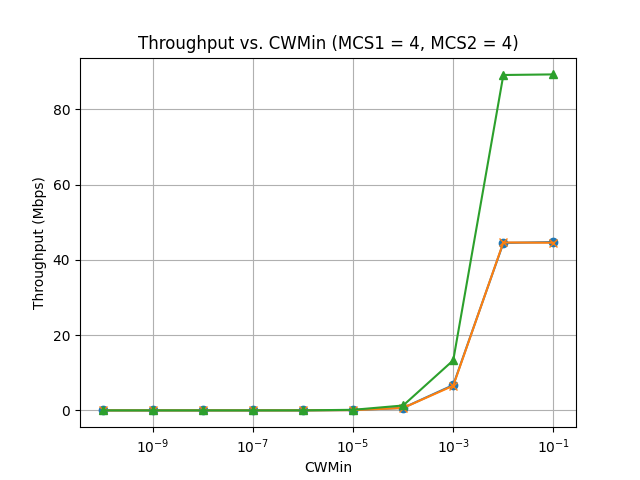 Throughput vs. CWMin (MCS1 = 4, MCS2 = 4)
Throughput (Mbps)
80
60
40
20
0
10⁻⁹ 10⁻⁷ 10⁻⁵ 10⁻³ 10⁻¹
CWMin